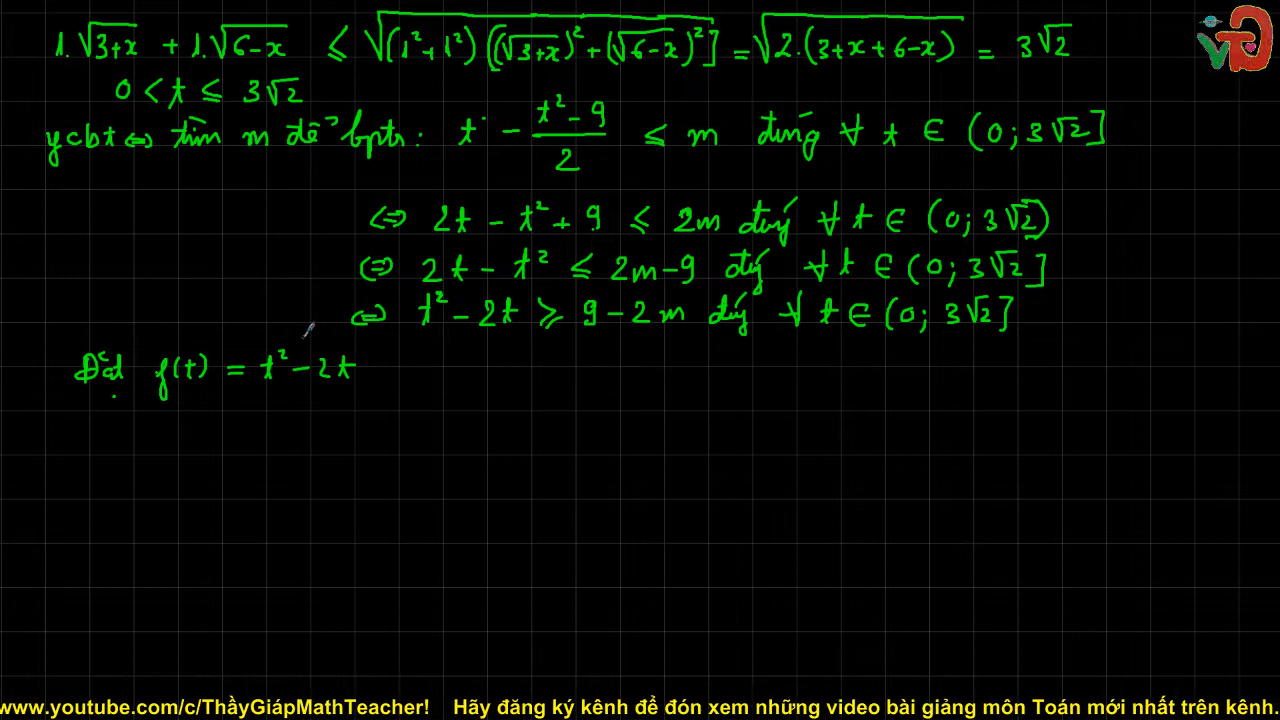 1.√(3+x) + 1.√(6-x) ≤ √((1²+1²)((√(3+x))²+(√(6-x))²]) = √(2.(3+x+6-x)) = 3√2
0 < t ≤ 3√2
ycbt ⇔ tìm m để bptr: t - (t²-9)/2 ≤ m đúng ∀ t ∈ (0; 3√2]
⇔ 2t - t² + 9 ≤ 2m đúng ∀ t ∈ (0; 3√2)
⇔ 2t - t² ≤ 2m - 9 đúng ∀ t ∈ (0; 3√2]
⇔ t² - 2t ≥ 9 - 2m đúng ∀ t ∈ (0; 3√2]
Đặt f(t) = t² - 2t
www.youtube.com/c/ThầyGiápMathTeacher! Hãy đăng ký kênh để đón xem những video bài giảng môn Toán mới nhất trên kênh.